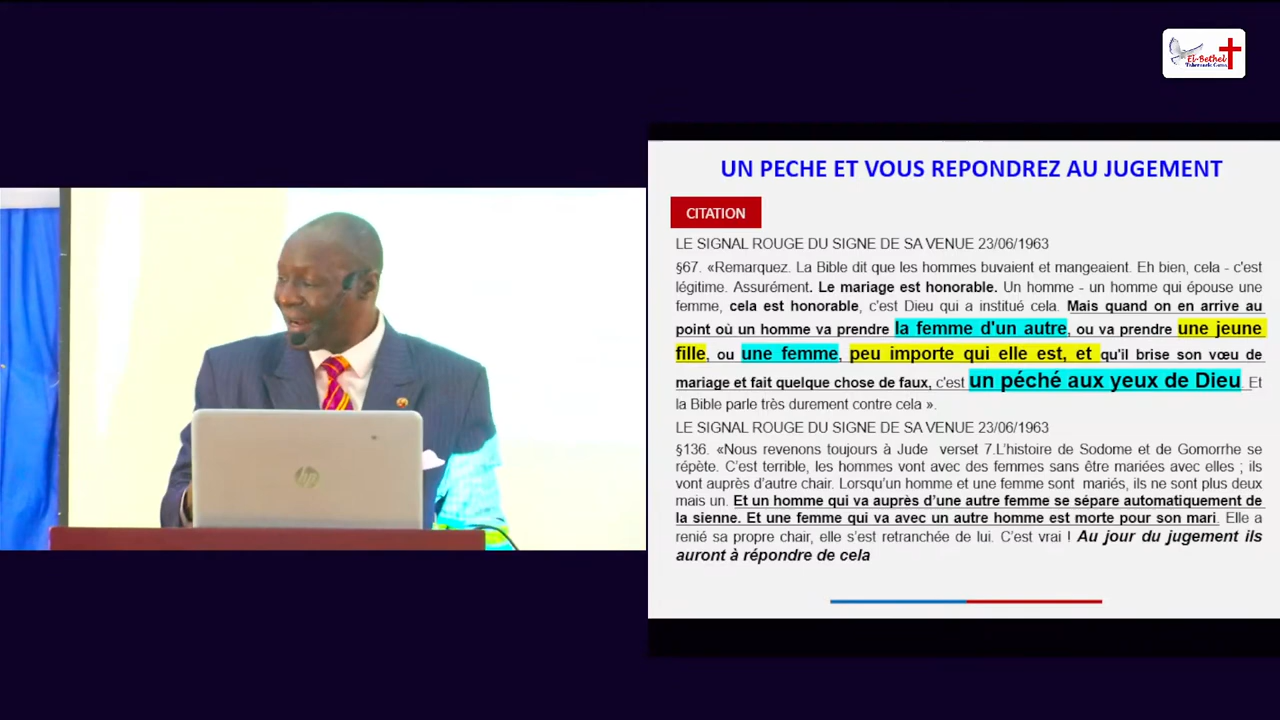 El-Bethel
UN PECHE ET VOUS REPONDREZ AU JUGEMENT
CITATION
LE SIGNAL ROUGE DU SIGNE DE SA VENUE 23/06/1963
§67. «Remarquez. La Bible dit que les hommes buvaient et mangeaient. Eh bien, cela - c'est
légitime. Assurément. Le mariage est honorable. Un homme - un homme qui épouse une
femme, cela est honorable, c'est Dieu qui a institué cela. Mais quand on en arrive au
point où un homme va prendre la femme d'un autre, ou va prendre une jeune
fille, ou une femme, peu importe qui elle est, et qu'il brise son vœu de
mariage et fait quelque chose de faux, c'est un péché aux yeux de Dieu. Et
la Bible parle très durement contre cela ».
LE SIGNAL ROUGE DU SIGNE DE SA VENUE 23/06/1963
§136. «Nous revenons toujours à Jude verset 7.L'histoire de Sodome et de Gomorrhe se
répète. C'est terrible, les hommes vont avec des femmes sans être mariées avec elles ; ils
vont auprès d'autre chair. Lorsqu'un homme et une femme sont mariés, ils ne sont plus deux
mais un. Et un homme qui va auprès d'une autre femme se sépare automatiquement de
la sienne. Et une femme qui va avec un autre homme est morte pour son mari. Elle a
renié sa propre chair, elle s'est retranchée de lui. C'est vrai ! Au jour du jugement ils
auront à répondre de cela
hp